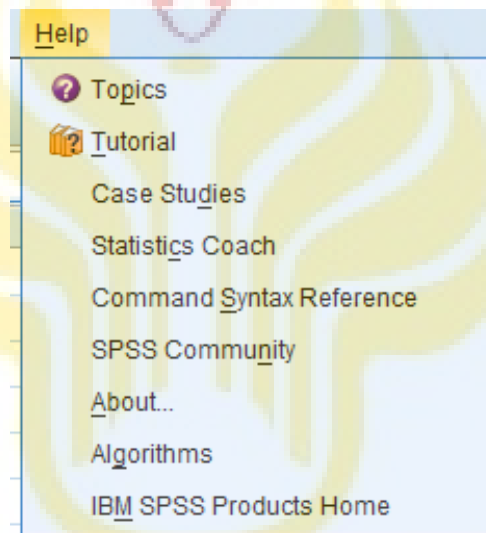 Help
Topics
Tutorial
Case Studies
Statistics Coach
Command Syntax Reference
SPSS Community
About...
Algorithms
IBM SPSS Products Home